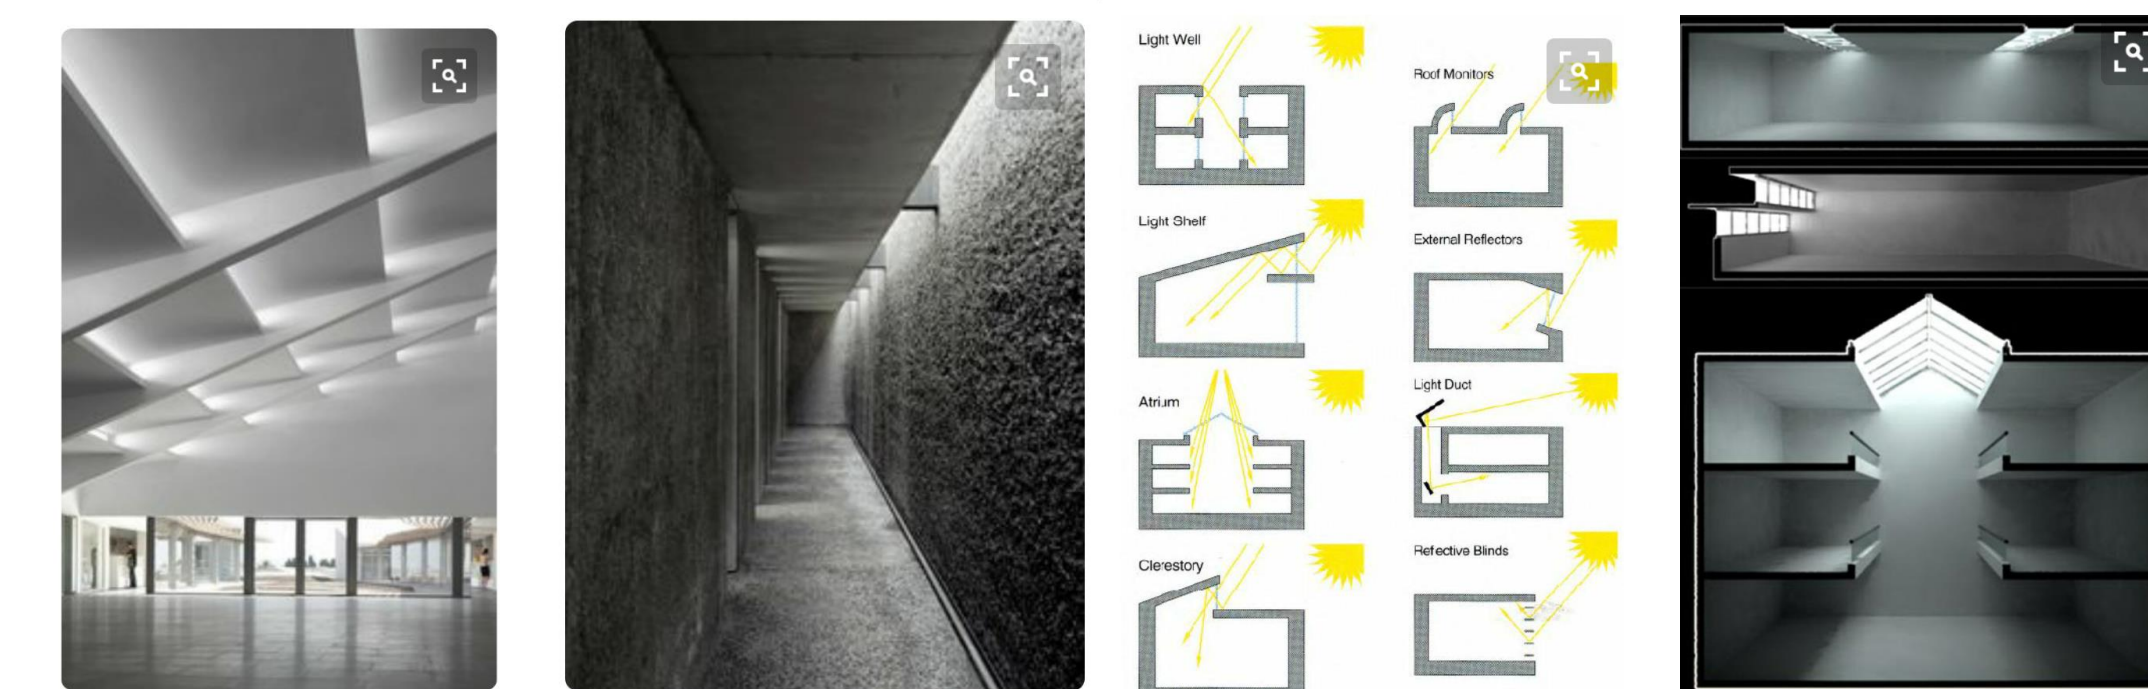 Light Well
Roof Monitors
Light Shelf
External Reflectors
Atrium
Light Duct
Clerestory
Reflective Blinds